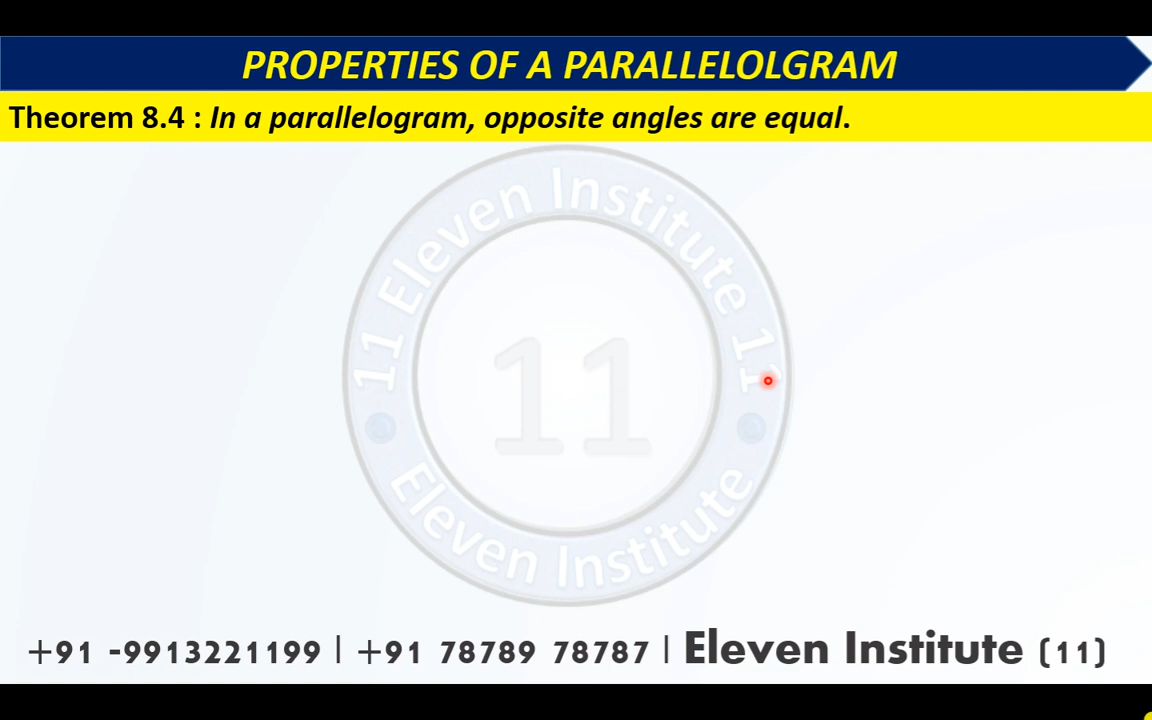 PROPERTIES OF A PARALLELOLGRAM
Theorem 8.4 : In a parallelogram, opposite angles are equal.
11 Eleven Institute 11
11
Eleven Institute
+91 -9913221199 | +91 78789 78787 | Eleven Institute (11)